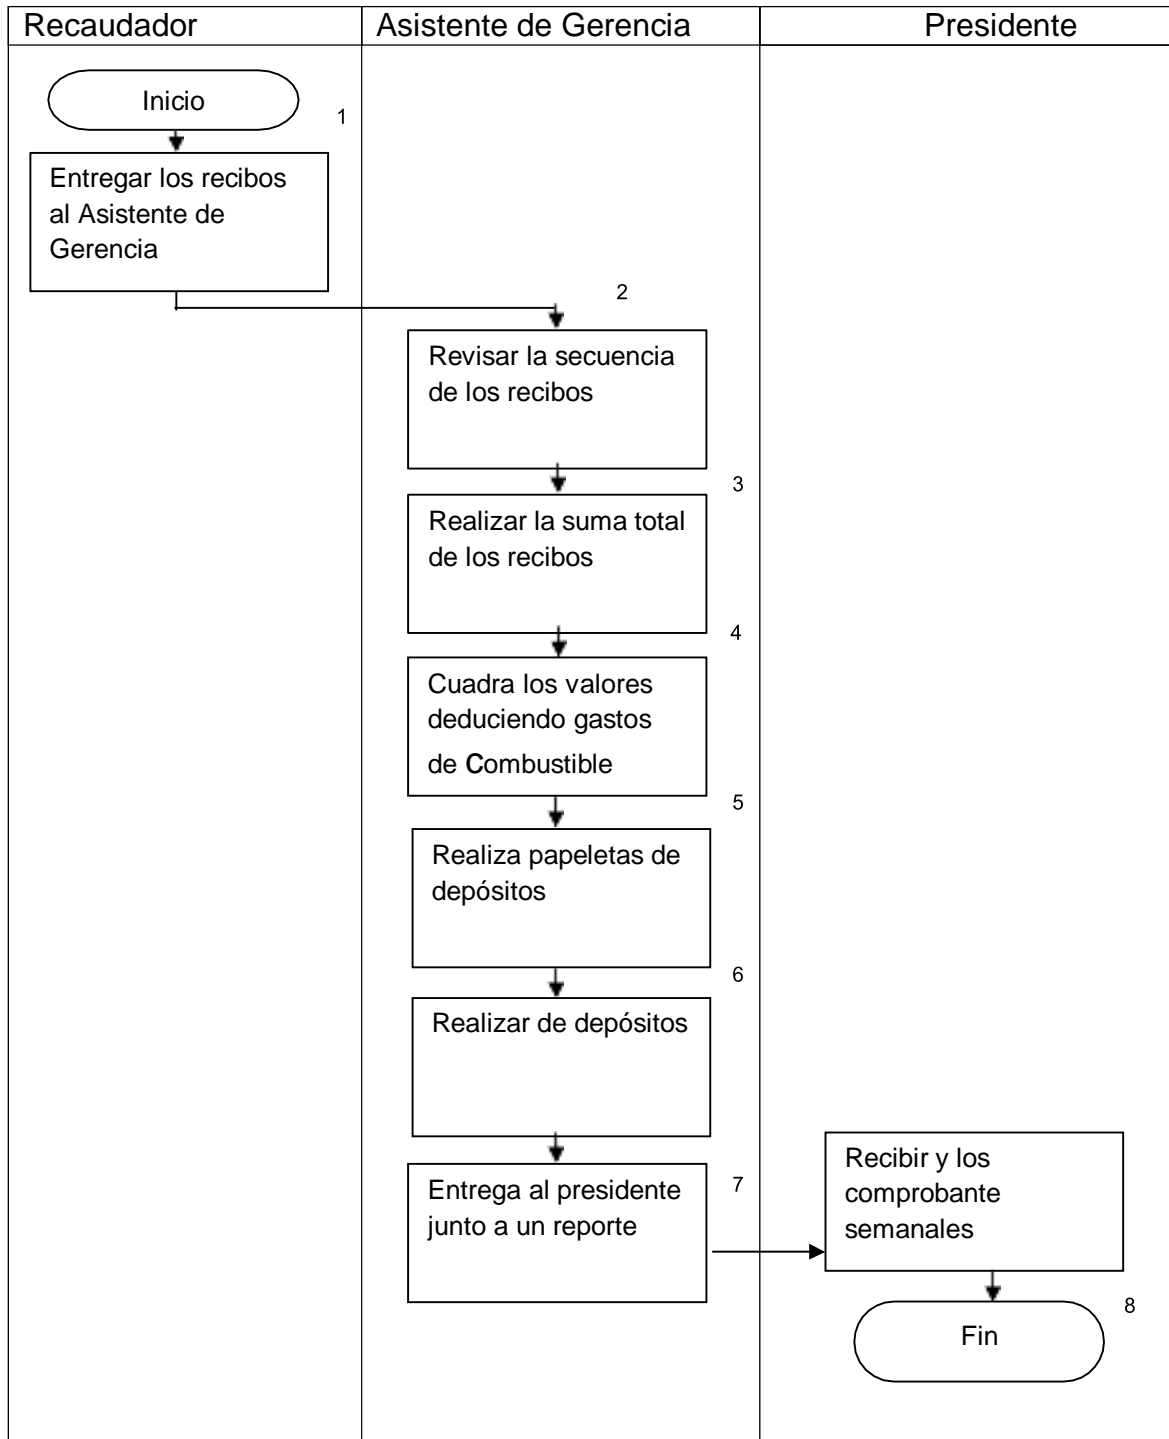 Recaudador
Asistente de Gerencia
Presidente
Inicio
1
Entregar los recibos
al Asistente de
Gerencia
2
Revisar la secuencia
de los recibos
3
Realizar la suma total
de los recibos
4
Cuadra los valores
deduciendo gastos
de Combustible
5
Realiza papeletas de
depósitos
6
Realizar de depósitos
Entrega al presidente
junto a un reporte
7
Recibir y los
comprobante
semanales
8
Fin